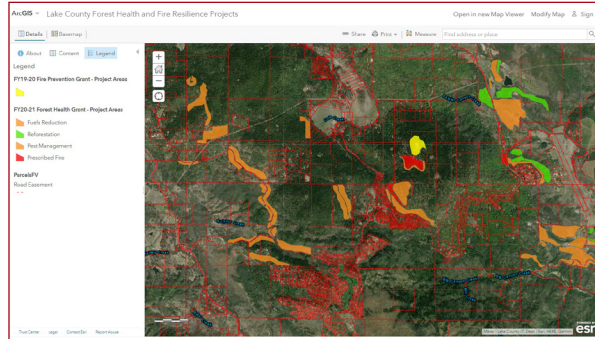 ArcGIS
Lake County Forest Health and Fire Resilience Projects
Open in new Map Viewer Modify Map Sign
Details Basemap
Share Print Measure Find address or place
About Content Legend
Legend
FY19-20 Fire Prevention Grant - Project Areas
FY20-21 Forest Health Grant - Project Areas
Fuels Reduction
Reforestation
Pest Management
Prescribed Fire
ParcelsFV
Road Easement
Trust Center Legal Contact Esri Report Abuse
esri